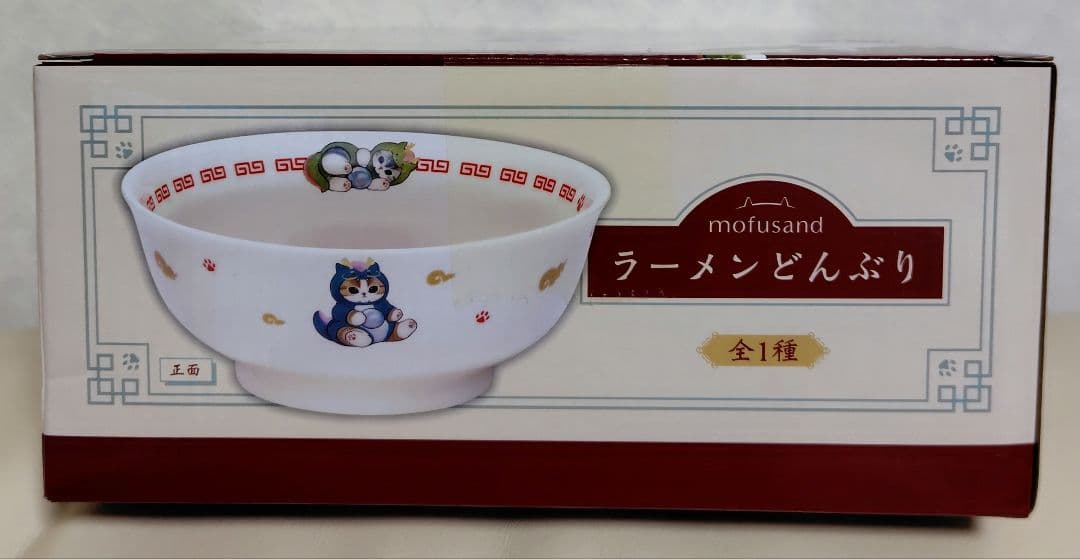 mofusand
ラーメンどんぶり
全1種
正面